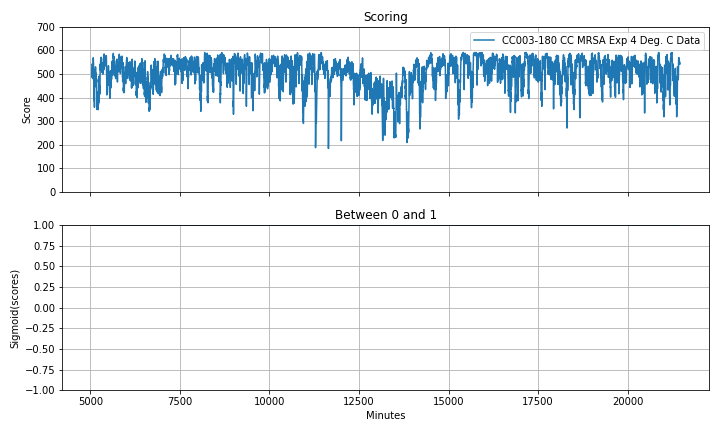 Scoring
700
600
500
400
300
200
100
0
Score
CC003-180 CC MRSA Exp 4 Deg. C Data
Between 0 and 1
1.00
0.75
0.50
0.25
0.00
−0.25
−0.50
−0.75
−1.00
Sigmoid(scores)
5000 7500 10000 12500 15000 17500 20000
Minutes